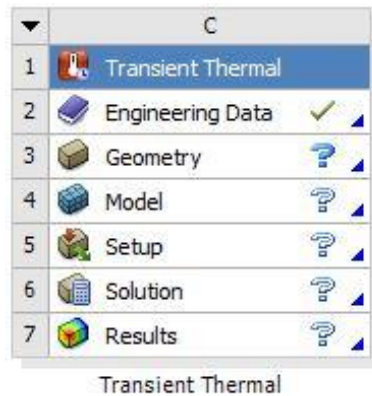 C
1 Transient Thermal
2 Engineering Data
3 Geometry
4 Model
5 Setup
6 Solution
7 Results
Transient Thermal